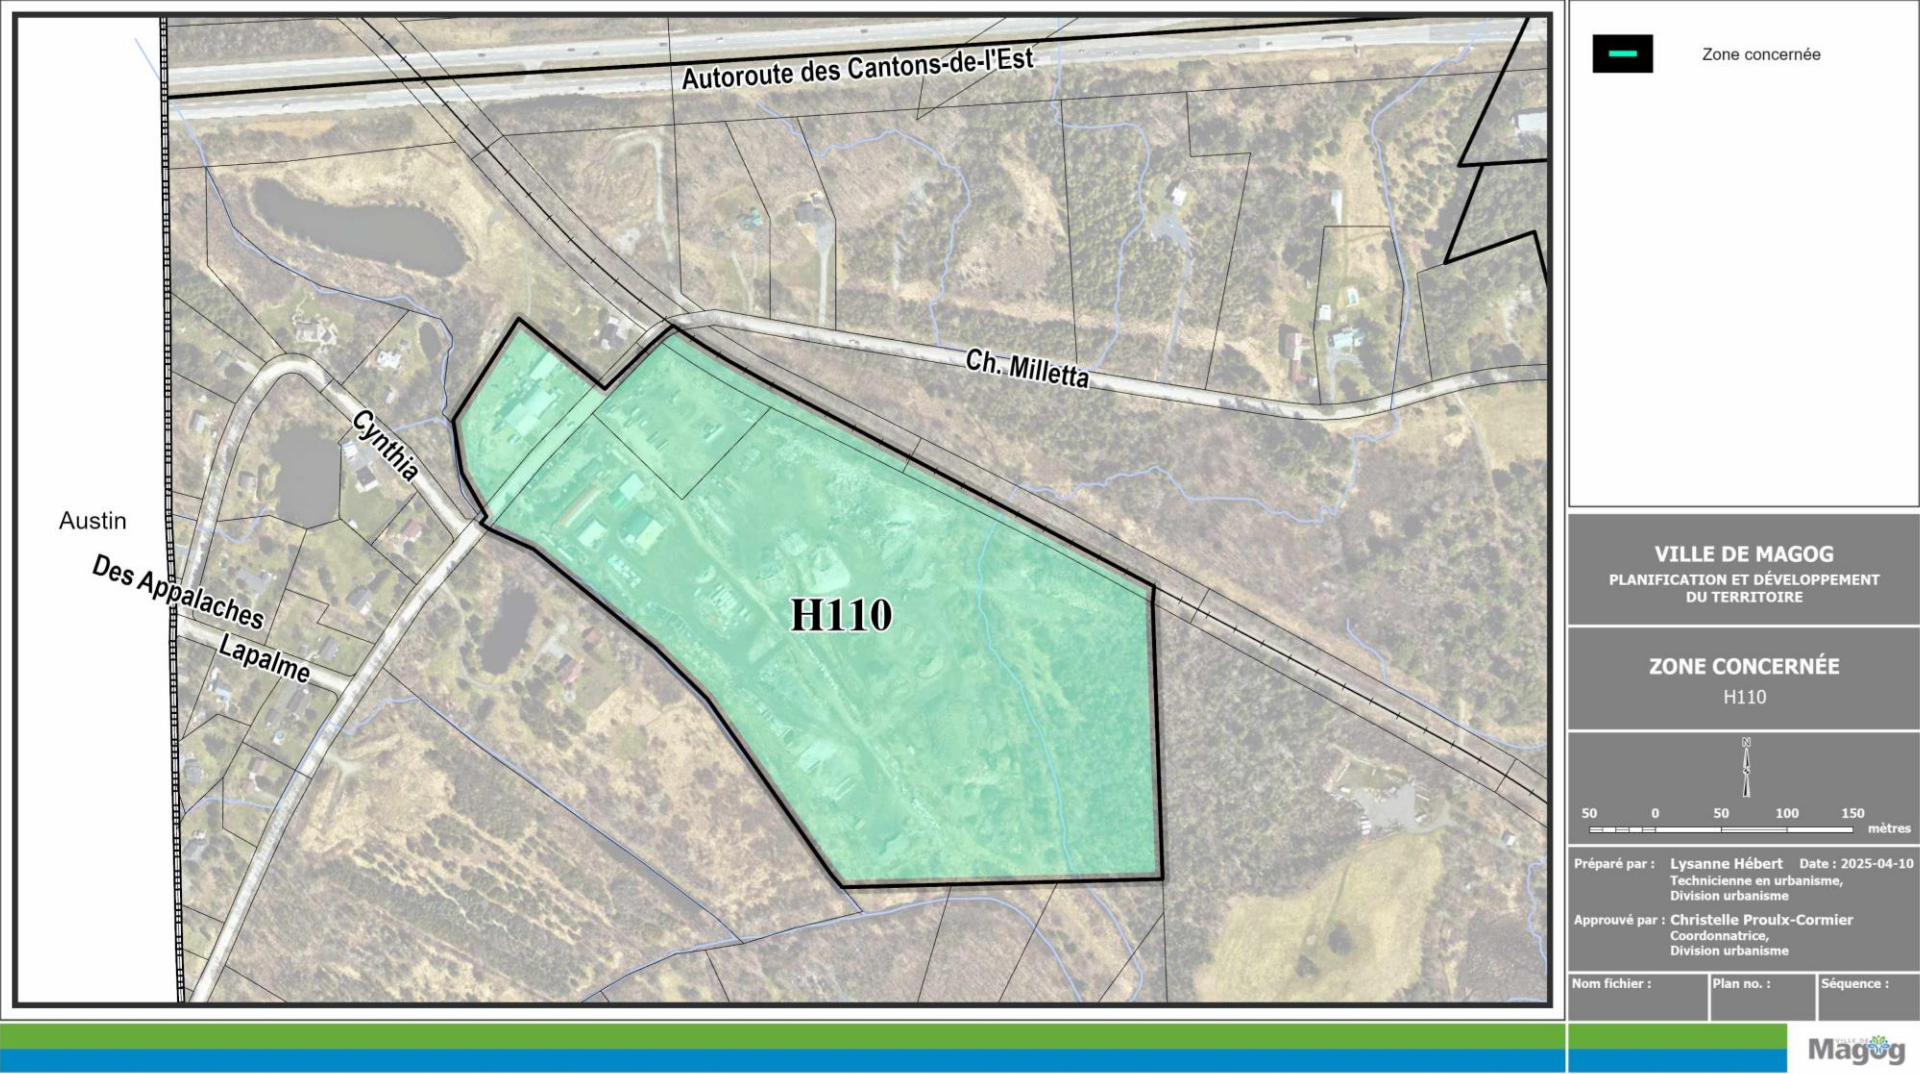 Autoroute des Cantons-de-l'Est
Ch. Milletta
Cynthia
Austin
Des Appalaches
Lapalme
H110
Zone concernée
VILLE DE MAGOG
PLANIFICATION ET DÉVELOPPEMENT
DU TERRITOIRE
ZONE CONCERNÉE
H110
N
50 0 50 100 150
mètres
Préparé par : Lysanne Hébert Date : 2025-04-10
Technicienne en urbanisme,
Division urbanisme
Approuvé par : Christelle Proulx-Cormier
Coordonnatrice,
Division urbanisme
Nom fichier : Plan no. : Séquence :
VILLE DE
Magog